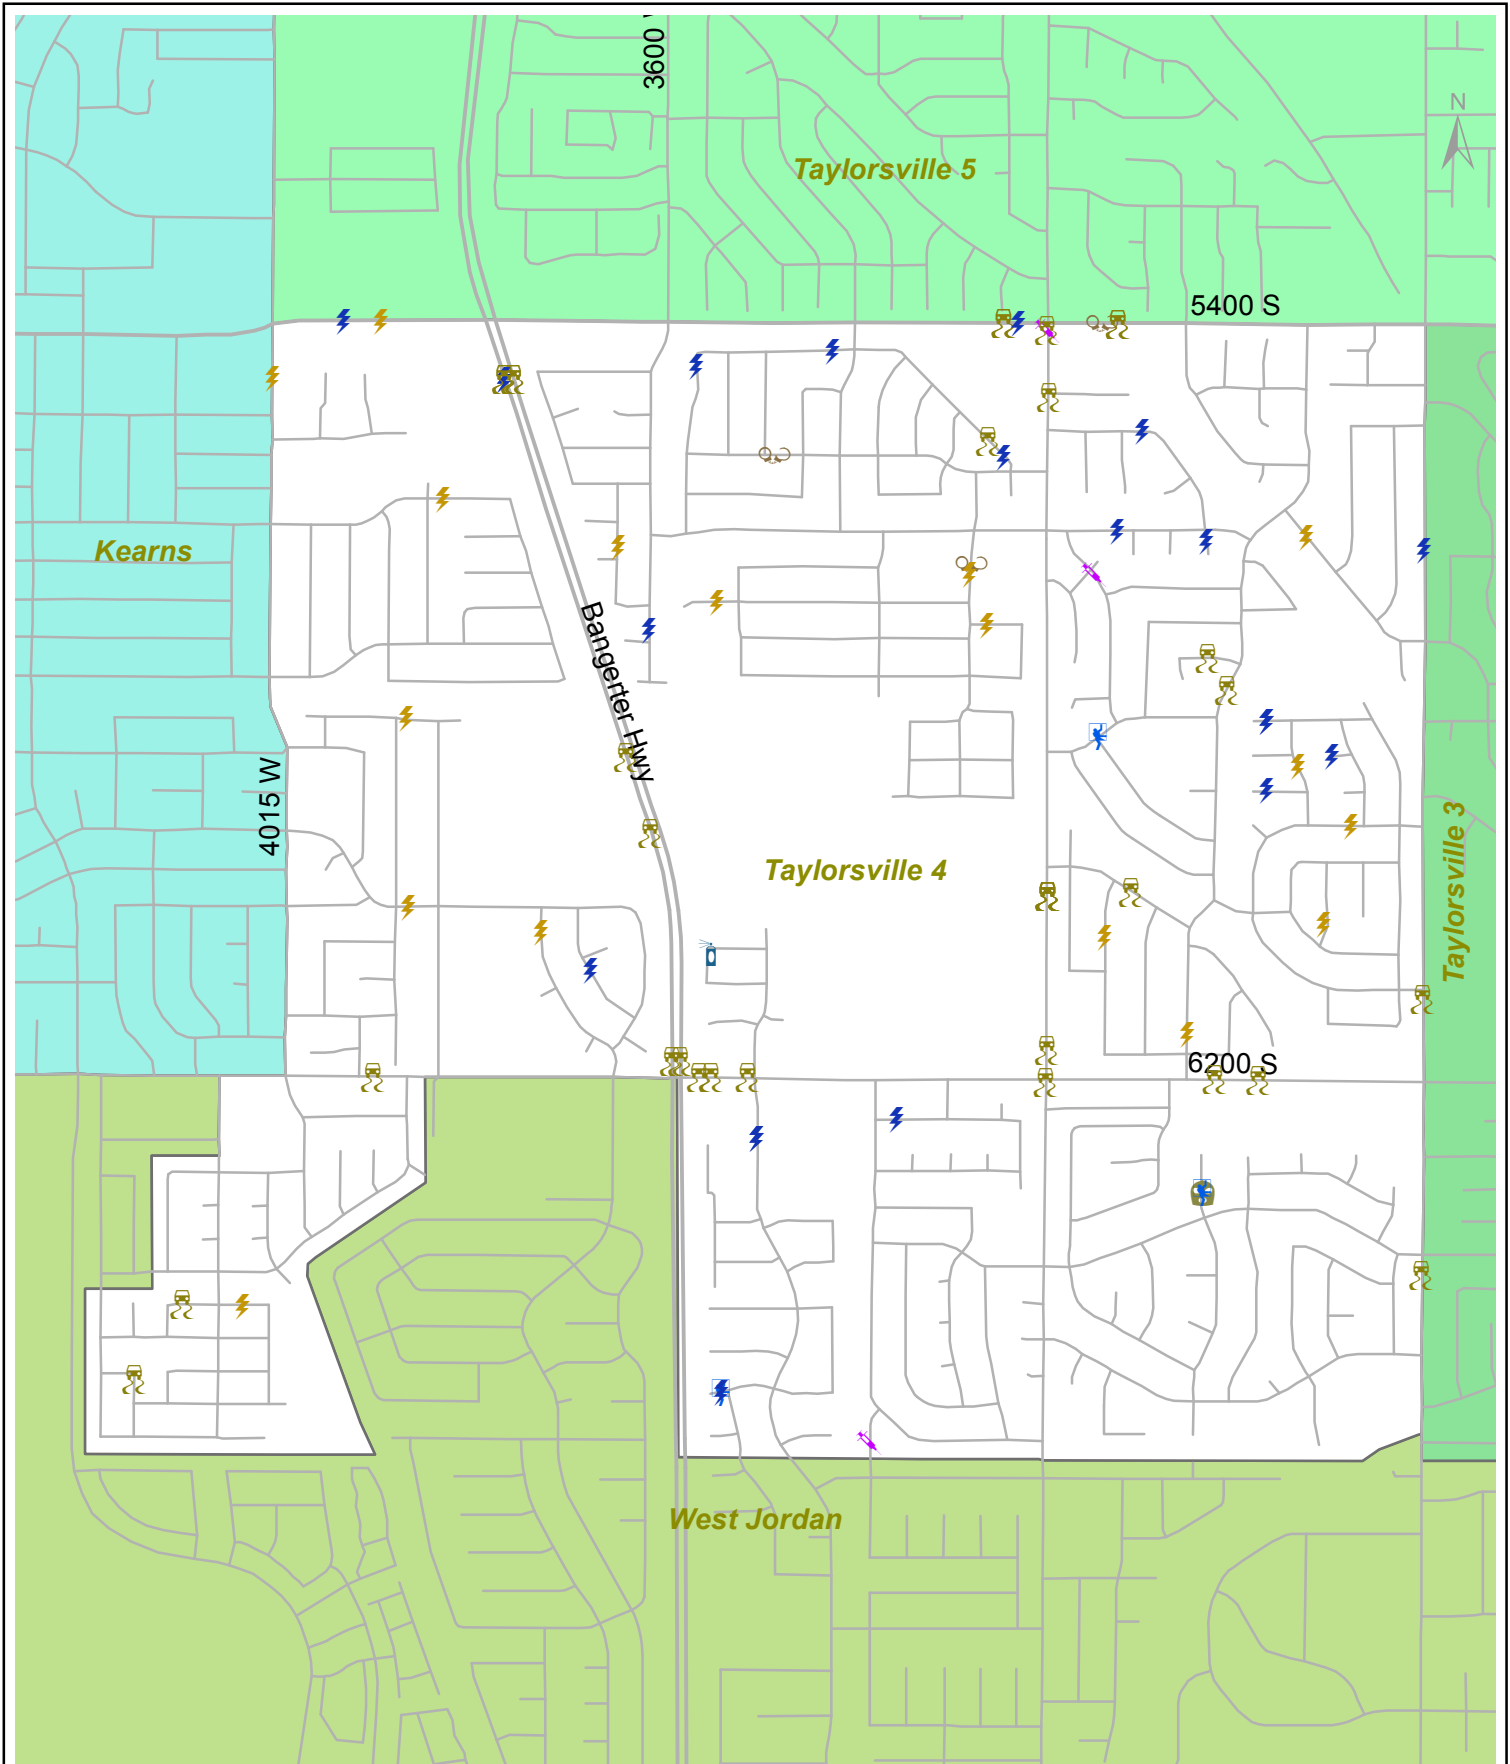 3600 W
N
Taylorsville 5
5400 S
Kearns
Bangerter Hwy
4015 W
Taylorsville 4
Taylorsville 3
6200 S
West Jordan